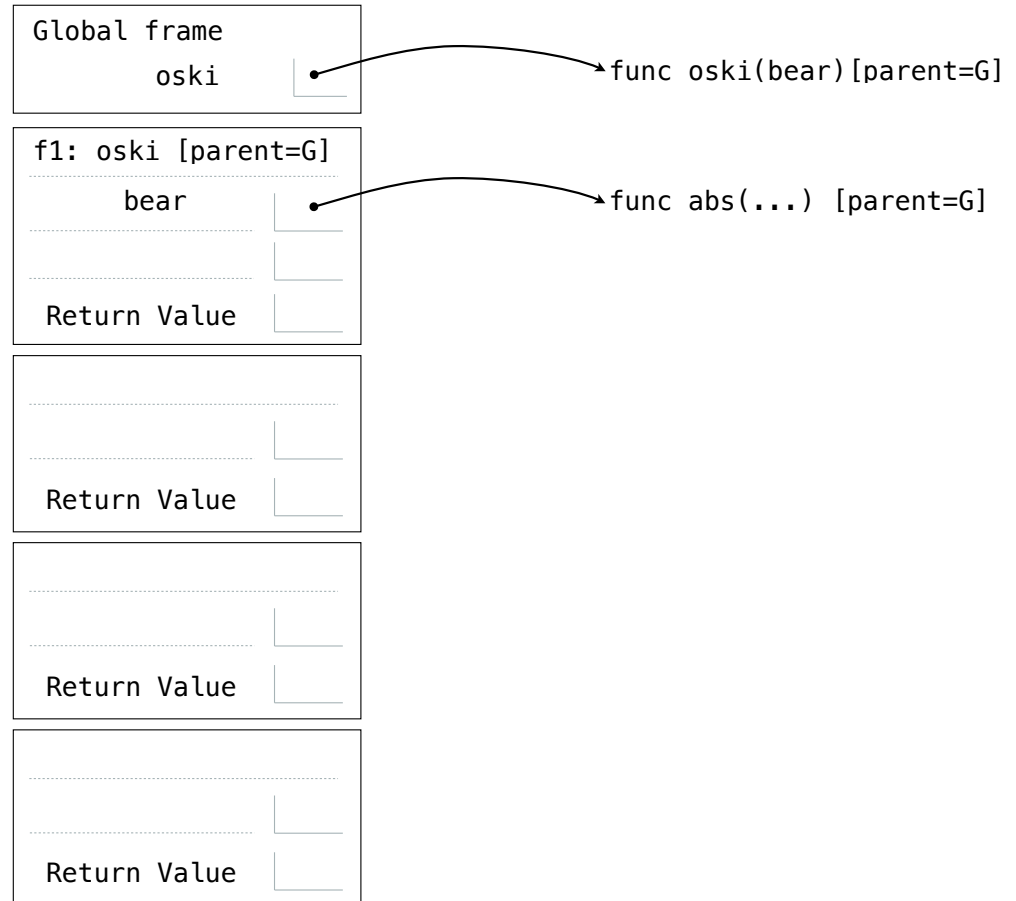 Global frame
oski
func oski(bear)[parent=G]
f1: oski [parent=G]
bear
func abs(...) [parent=G]
Return Value
Return Value
Return Value
Return Value